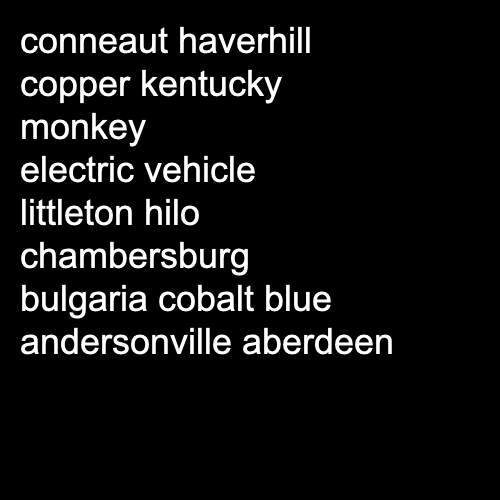 conneaut haverhill
copper kentucky
monkey
electric vehicle
littleton hilo
chambersburg
bulgaria cobalt blue
andersonville aberdeen